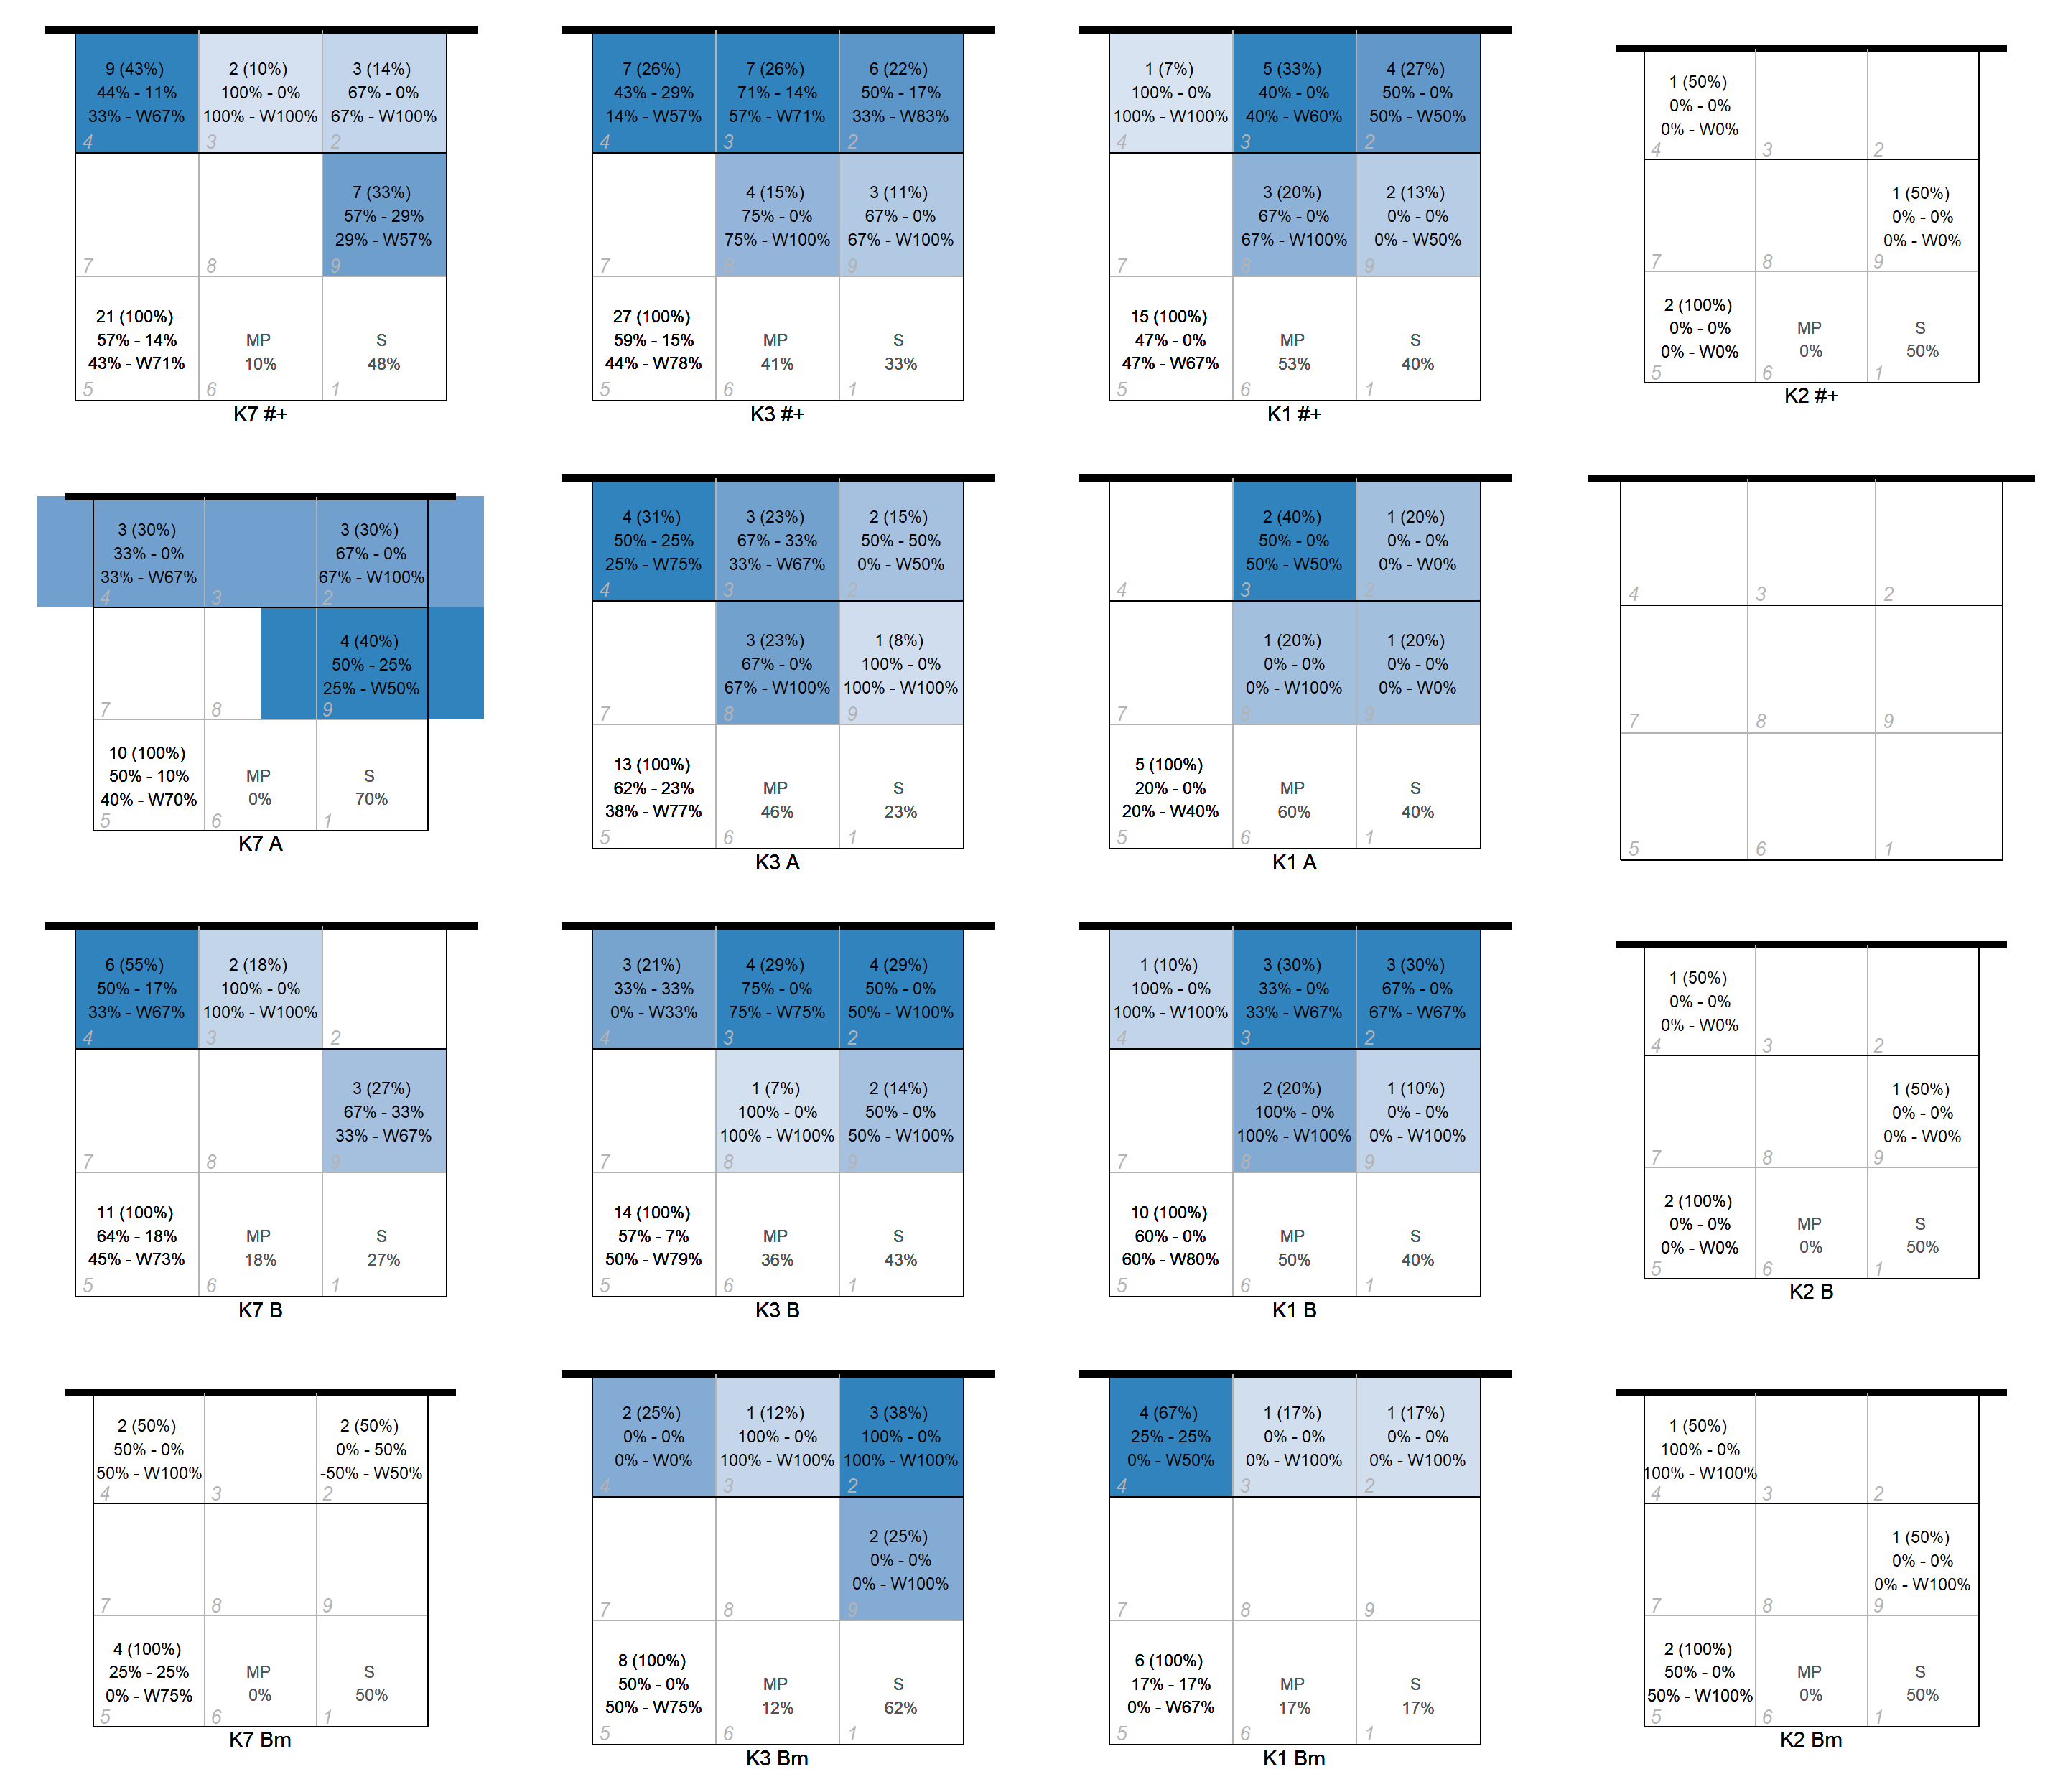 9 (43%)
44% - 11%
33% - W67%
4
2 (10%)
100% - 0%
100% - W100%
3
3 (14%)
67% - 0%
67% - W100%
2
7
8
7 (33%)
57% - 29%
29% - W57%
9
21 (100%)
57% - 14%
43% - W71%
5
MP
10%
6
S
48%
1
K7 #+
7 (26%)
43% - 29%
14% - W57%
4
7 (26%)
71% - 14%
57% - W71%
3
6 (22%)
50% - 17%
33% - W83%
2
7
4 (15%)
75% - 0%
75% - W100%
8
3 (11%)
67% - 0%
67% - W100%
9
27 (100%)
59% - 15%
44% - W78%
5
MP
41%
6
S
33%
1
K3 #+
1 (7%)
100% - 0%
100% - W100%
4
5 (33%)
40% - 0%
40% - W60%
3
4 (27%)
50% - 0%
50% - W50%
2
7
3 (20%)
67% - 0%
67% - W100%
8
2 (13%)
0% - 0%
0% - W50%
9
15 (100%)
47% - 0%
47% - W67%
5
MP
53%
6
S
40%
1
K1 #+
1 (50%)
0% - 0%
0% - W0%
4
3
2
7
8
1 (50%)
0% - 0%
0% - W0%
9
2 (100%)
0% - 0%
0% - W0%
5
MP
0%
6
S
50%
1
K2 #+
3 (30%)
33% - 0%
33% - W67%
4
3
3 (30%)
67% - 0%
67% - W100%
2
7
8
4 (40%)
50% - 25%
25% - W50%
9
10 (100%)
50% - 10%
40% - W70%
5
MP
0%
6
S
70%
1
K7 A
4 (31%)
50% - 25%
25% - W75%
4
3 (23%)
67% - 33%
33% - W67%
3
2 (15%)
50% - 50%
0% - W50%
2
7
3 (23%)
67% - 0%
67% - W100%
8
1 (8%)
100% - 0%
100% - W100%
9
13 (100%)
62% - 23%
38% - W77%
5
MP
46%
6
S
23%
1
K3 A
4
2 (40%)
50% - 0%
50% - W50%
3
1 (20%)
0% - 0%
0% - W0%
2
7
1 (20%)
0% - 0%
0% - W100%
8
1 (20%)
0% - 0%
0% - W0%
9
5 (100%)
20% - 0%
20% - W40%
5
MP
60%
6
S
40%
1
K1 A
4
3
2
7
8
9
5
6
1
6 (55%)
50% - 17%
33% - W67%
4
2 (18%)
100% - 0%
100% - W100%
3
2
7
8
3 (27%)
67% - 33%
33% - W67%
9
11 (100%)
64% - 18%
45% - W73%
5
MP
18%
6
S
27%
1
K7 B
3 (21%)
33% - 33%
0% - W33%
4
4 (29%)
75% - 0%
75% - W75%
3
4 (29%)
50% - 0%
50% - W100%
2
7
1 (7%)
100% - 0%
100% - W100%
8
2 (14%)
50% - 0%
50% - W100%
9
14 (100%)
57% - 7%
50% - W79%
5
MP
36%
6
S
43%
1
K3 B
1 (10%)
100% - 0%
100% - W100%
4
3 (30%)
33% - 0%
33% - W67%
3
3 (30%)
67% - 0%
67% - W67%
2
7
2 (20%)
100% - 0%
100% - W100%
8
1 (10%)
0% - 0%
0% - W100%
9
10 (100%)
60% - 0%
60% - W80%
5
MP
50%
6
S
40%
1
K1 B
1 (50%)
0% - 0%
0% - W0%
4
3
2
7
8
1 (50%)
0% - 0%
0% - W0%
9
2 (100%)
0% - 0%
0% - W0%
5
MP
0%
6
S
50%
1
K2 B
2 (50%)
50% - 0%
50% - W100%
4
3
2 (50%)
0% - 50%
-50% - W50%
2
7
8
9
4 (100%)
25% - 25%
0% - W75%
5
MP
0%
6
S
50%
1
K7 Bm
2 (25%)
0% - 0%
0% - W0%
4
1 (12%)
100% - 0%
100% - W100%
3
3 (38%)
100% - 0%
100% - W100%
2
7
8
2 (25%)
0% - 0%
0% - W100%
9
8 (100%)
50% - 0%
50% - W75%
5
MP
12%
6
S
62%
1
K3 Bm
4 (67%)
25% - 25%
0% - W50%
4
1 (17%)
0% - 0%
0% - W100%
3
1 (17%)
0% - 0%
0% - W100%
2
7
8
9
6 (100%)
17% - 17%
0% - W67%
5
MP
17%
6
S
17%
1
K1 Bm
1 (50%)
100% - 0%
100% - W100%
4
3
2
7
8
1 (50%)
0% - 0%
0% - W100%
9
2 (100%)
50% - 0%
50% - W100%
5
MP
0%
6
S
50%
1
K2 Bm